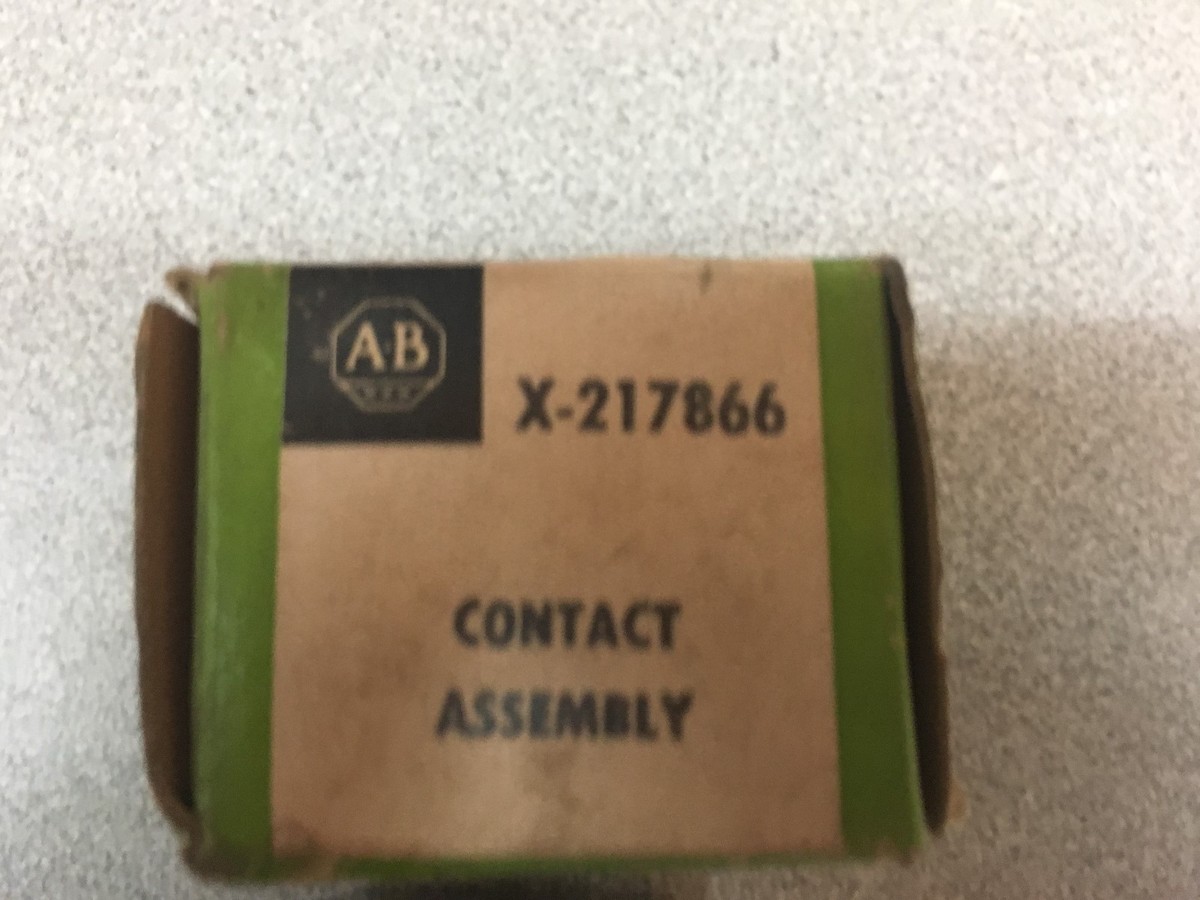 AB
X-217866
CONTACT
ASSEMBLY